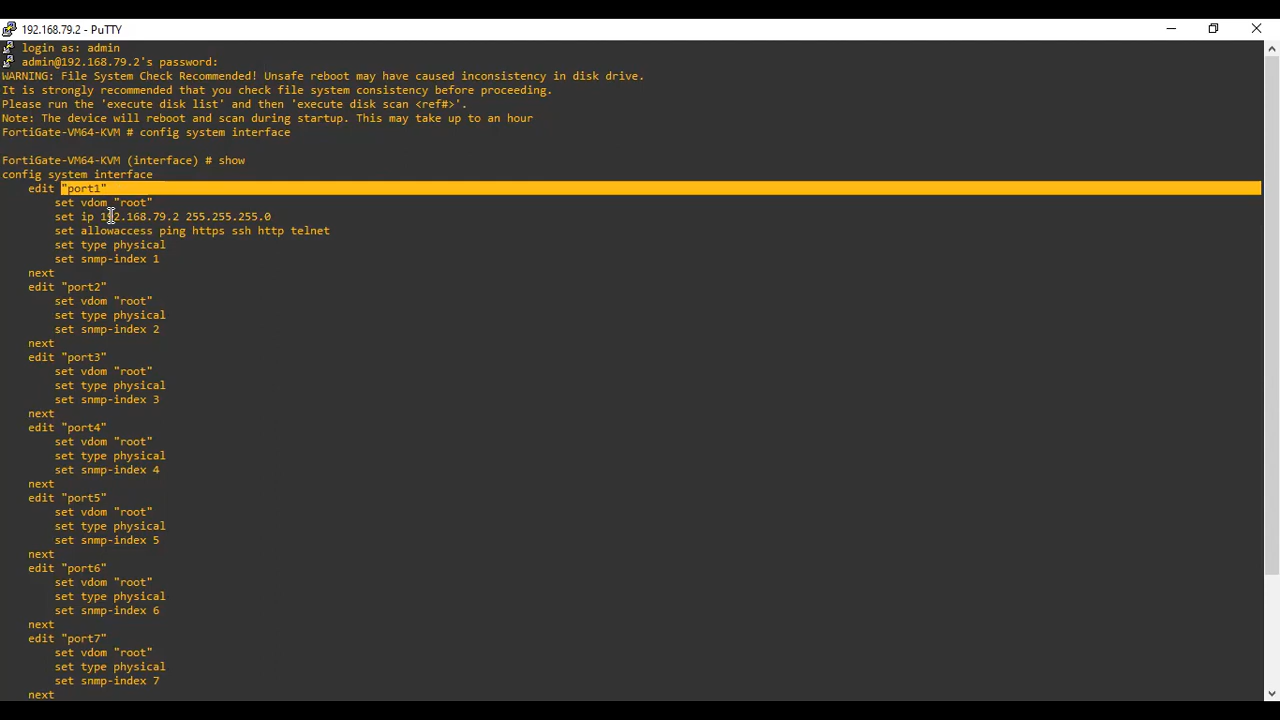 192.168.79.2 - PuTTY
login as: admin
admin@192.168.79.2's password:
WARNING: File System Check Recommended! Unsafe reboot may have caused inconsistency in disk drive.
It is strongly recommended that you check file system consistency before proceeding.
Please run the 'execute disk list' and then 'execute disk scan <ref#>'.
Note: The device will reboot and scan during startup. This may take up to an hour
FortiGate-VM64-KVM # config system interface
FortiGate-VM64-KVM (interface) # show
config system interface
edit "port1"
set vdom "root"
set ip 192.168.79.2 255.255.255.0
set allowaccess ping https ssh http telnet
set type physical
set snmp-index 1
next
edit "port2"
set vdom "root"
set type physical
set snmp-index 2
next
edit "port3"
set vdom "root"
set type physical
set snmp-index 3
next
edit "port4"
set vdom "root"
set type physical
set snmp-index 4
next
edit "port5"
set vdom "root"
set type physical
set snmp-index 5
next
edit "port6"
set vdom "root"
set type physical
set snmp-index 6
next
edit "port7"
set vdom "root"
set type physical
set snmp-index 7
next